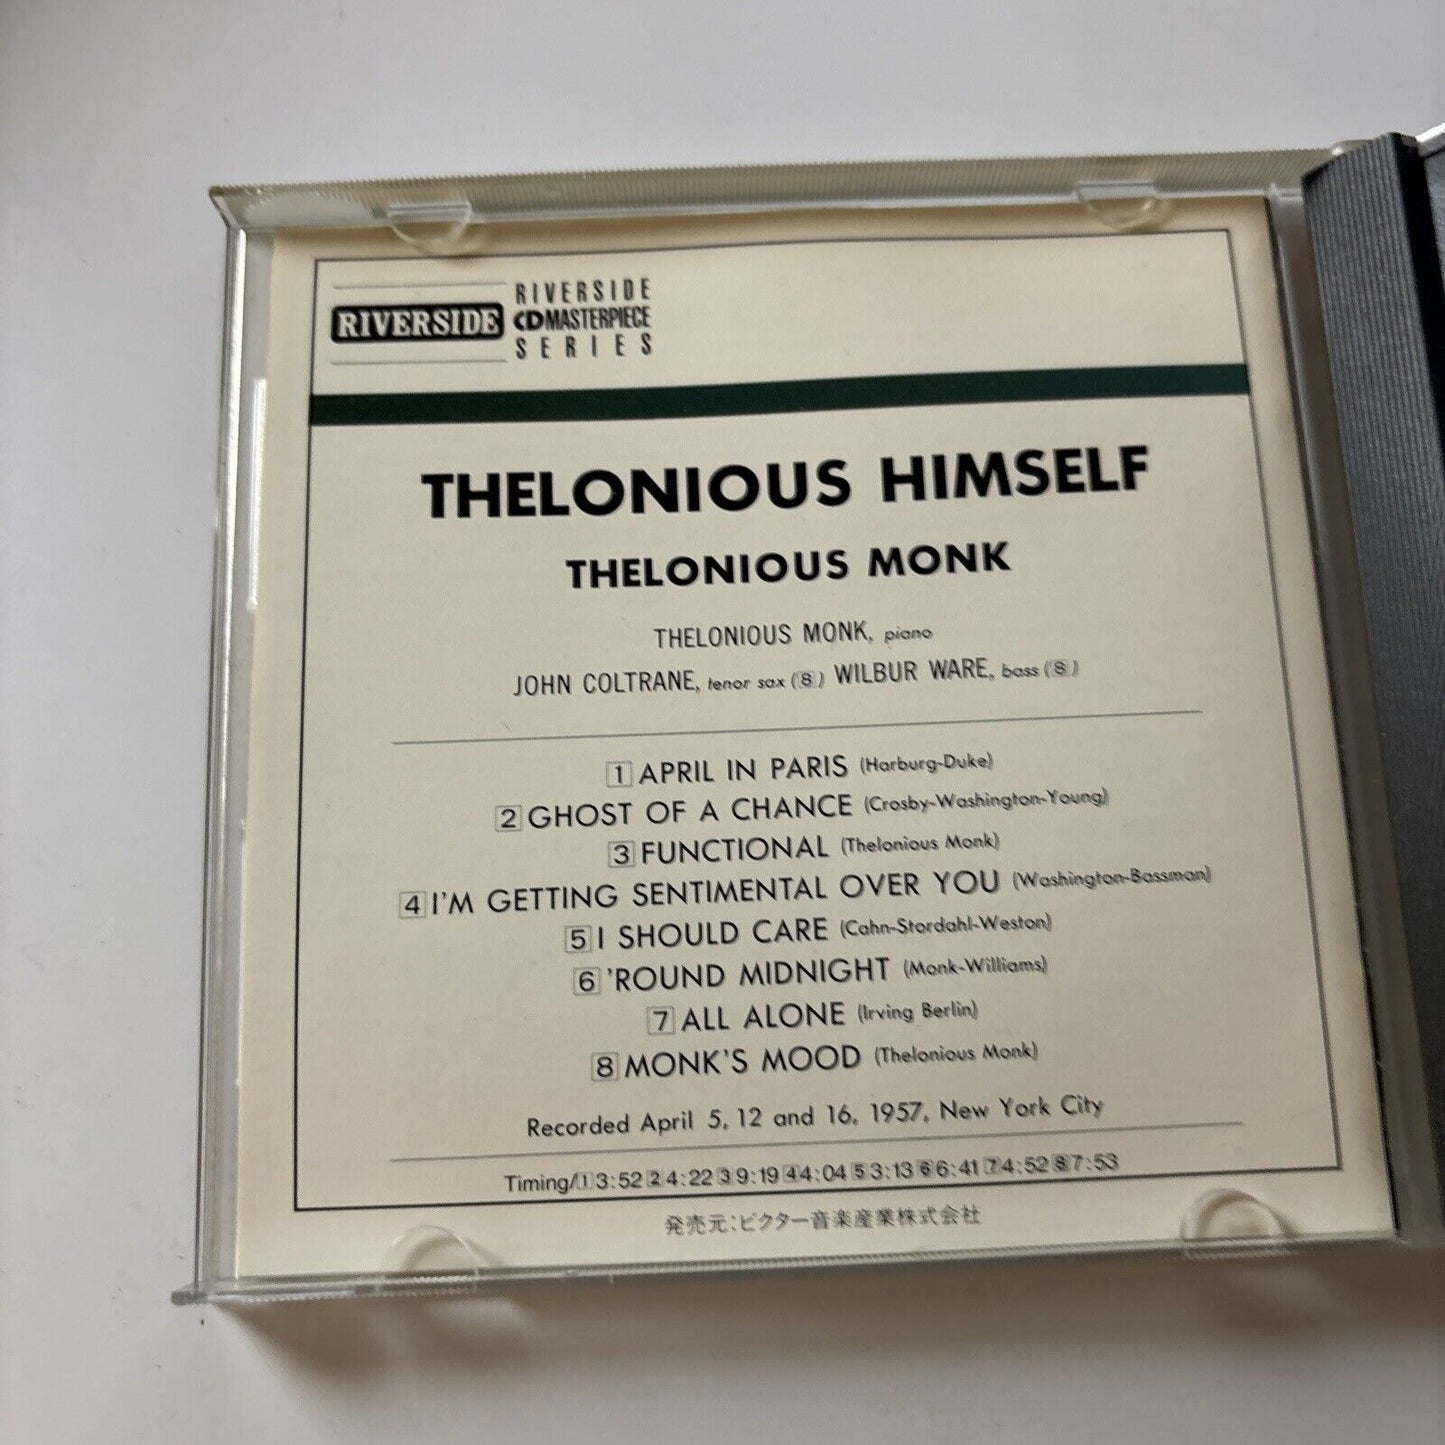 RIVERSIDE
RIVERSIDE
CD MASTERPIECE
SERIES
THELONIOUS HIMSELF
THELONIOUS MONK
THELONIOUS MONK, piano
JOHN COLTRANE, tenor sax (8) WILBUR WARE, bass (8)
1 APRIL IN PARIS (Harburg-Duke)
2 GHOST OF A CHANCE (Crosby-Washington-Young)
3 FUNCTIONAL (Thelonious Monk)
4 I'M GETTING SENTIMENTAL OVER YOU (Washington-Bassman)
5 I SHOULD CARE (Cahn-Stordahl-Weston)
6 'ROUND MIDNIGHT (Monk-Williams)
7 ALL ALONE (Irving Berlin)
8 MONK'S MOOD (Thelonious Monk)
Recorded April 5, 12 and 16, 1957, New York City
Timing/1 3:52 2 4:22 3 9:19 4 4:04 5 3:13 6 6:41 7 4:52 8 7:53
発売元:ビクター音楽産業株式会社